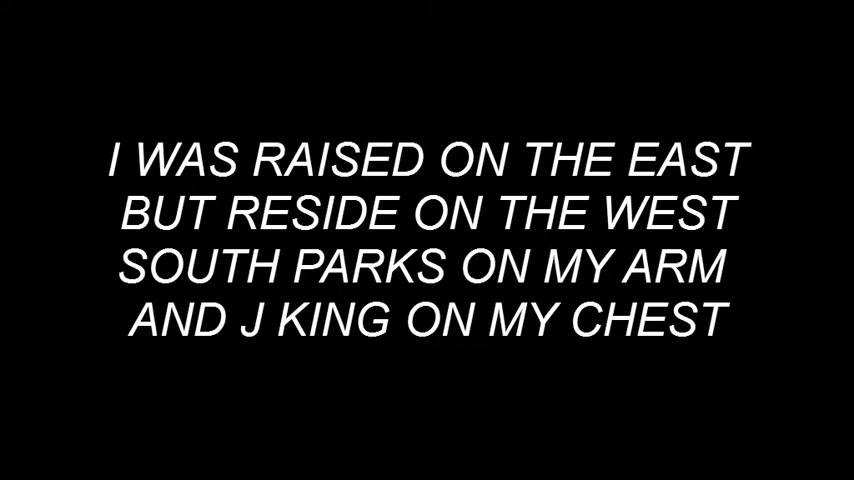 I WAS RAISED ON THE EAST
BUT RESIDE ON THE WEST
SOUTH PARKS ON MY ARM
AND J KING ON MY CHEST